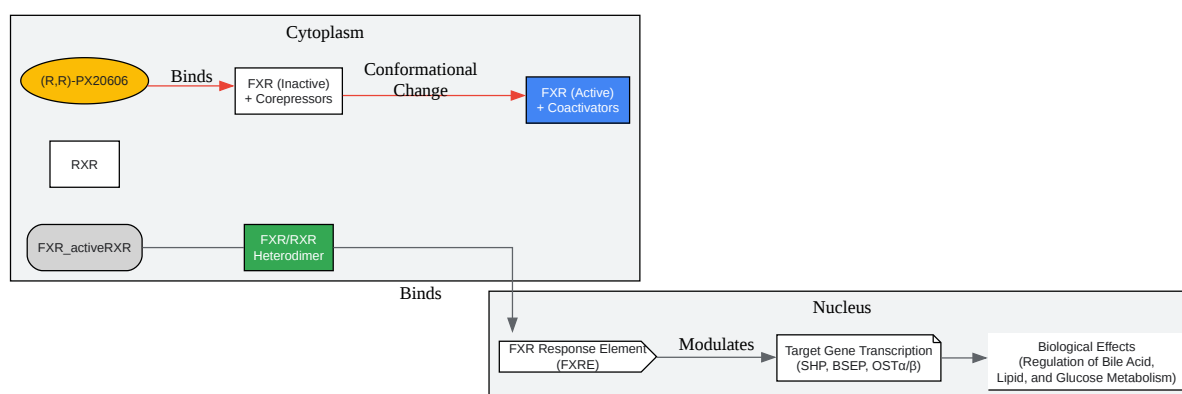 Cytoplasm
(R,R)-PX20606
Binds
FXR (Inactive)
+ Corepressors
Conformational
Change
FXR (Active)
+ Coactivators
RXR
FXR_activeRXR
FXR/RXR
Heterodimer
Binds
Nucleus
FXR Response Element
(FXRE)
Modulates
Target Gene Transcription
(SHP, BSEP, OSTα/β)
Biological Effects
(Regulation of Bile Acid,
Lipid, and Glucose Metabolism)